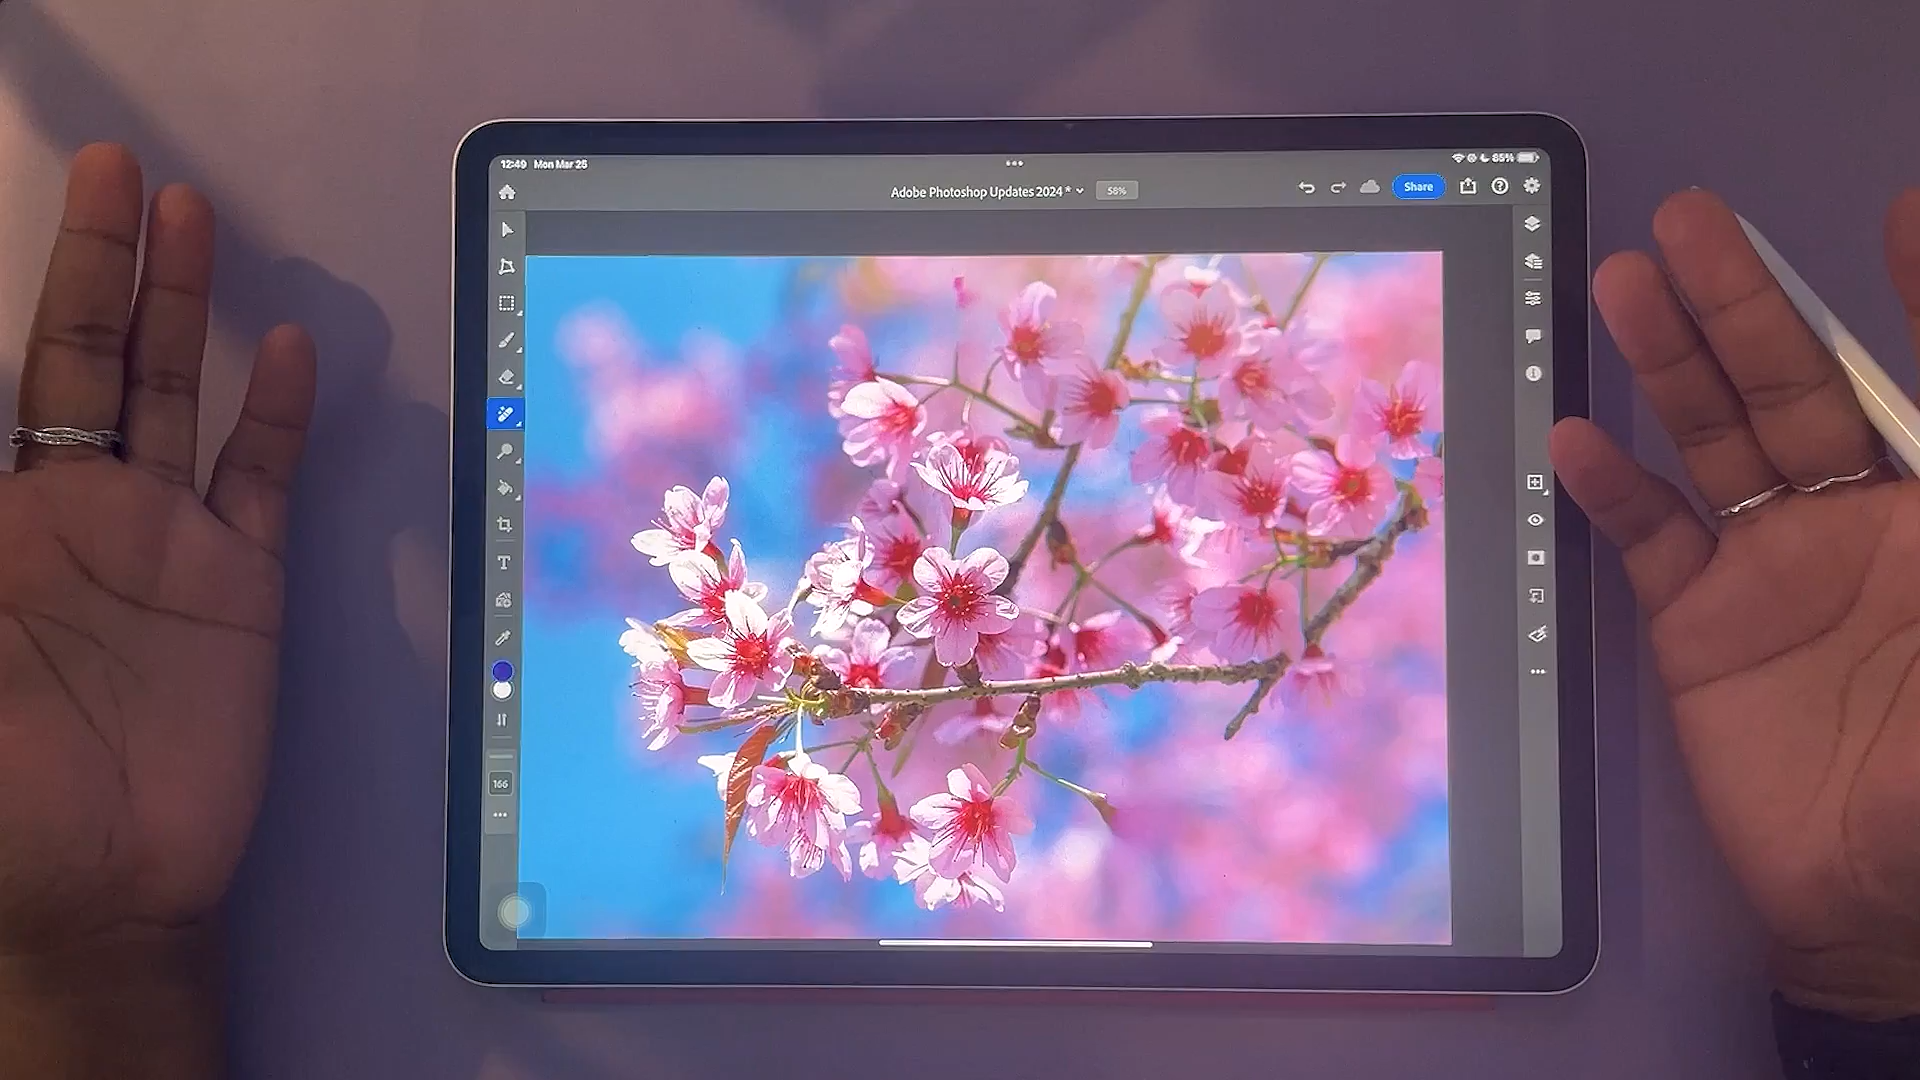 12:49 Mon Mar 25
85%
Adobe Photoshop Updates 2024*
58%
Share
T
166